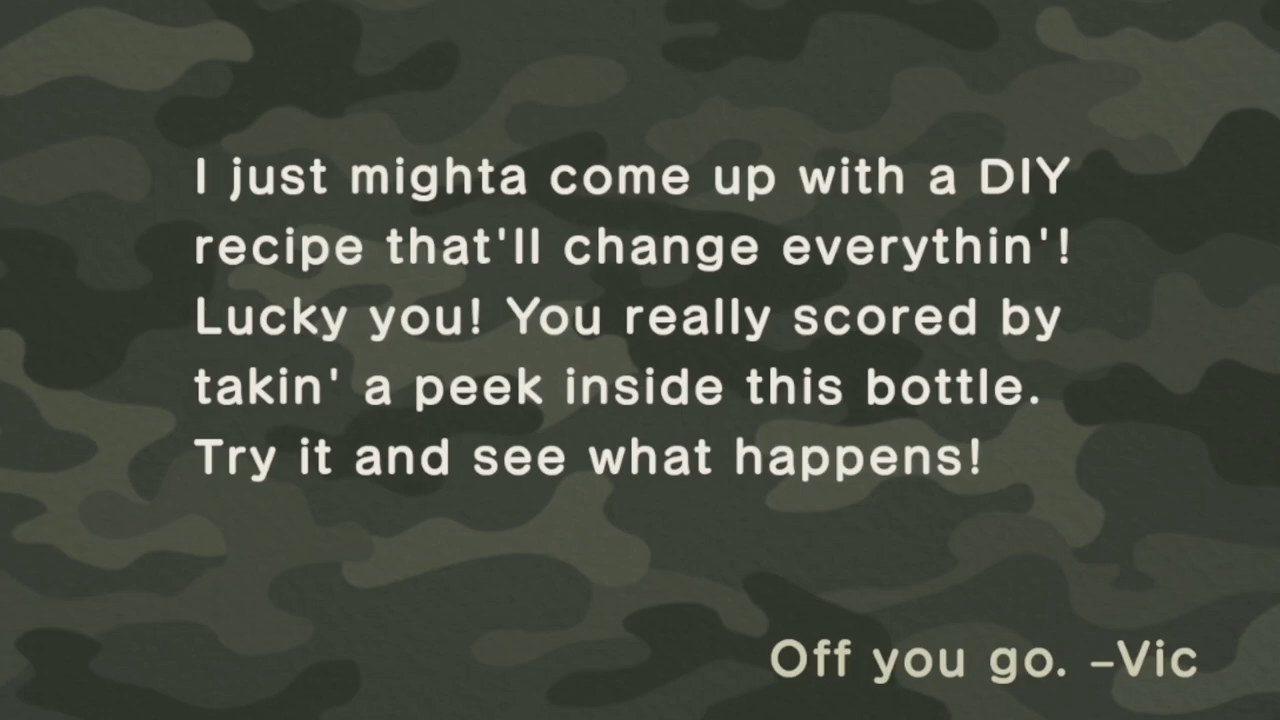 I just mighta come up with a DIY
recipe that'll change everythin'!
Lucky you! You really scored by
takin' a peek inside this bottle.
Try it and see what happens!
Off you go. –Vic